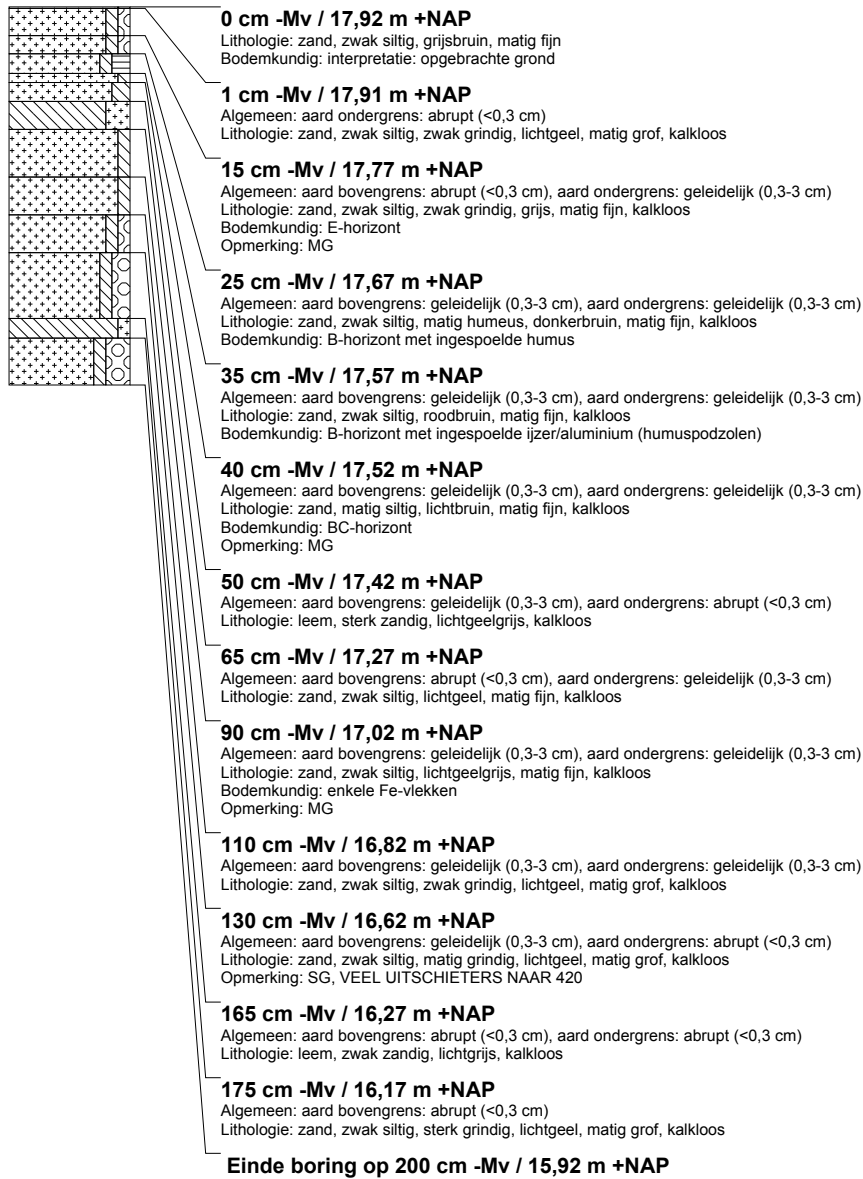 0 cm -Mv / 17,92 m +NAP
Lithologie: zand, zwak siltig, grijsbruin, matig fijn
Bodemkundig: interpretatie: opgebrachte grond
1 cm -Mv / 17,91 m +NAP
Algemeen: aard ondergrens: abrupt (<0,3 cm)
Lithologie: zand, zwak siltig, zwak grindig, lichtgeel, matig grof, kalkloos
15 cm -Mv / 17,77 m +NAP
Algemeen: aard bovengrens: abrupt (<0,3 cm), aard ondergrens: geleidelijk (0,3-3 cm)
Lithologie: zand, zwak siltig, zwak grindig, grijs, matig fijn, kalkloos
Bodemkundig: E-horizont
Opmerking: MG
25 cm -Mv / 17,67 m +NAP
Algemeen: aard bovengrens: geleidelijk (0,3-3 cm), aard ondergrens: geleidelijk (0,3-3 cm)
Lithologie: zand, zwak siltig, matig humeus, donkerbruin, matig fijn, kalkloos
Bodemkundig: B-horizont met ingespoelde humus
35 cm -Mv / 17,57 m +NAP
Algemeen: aard bovengrens: geleidelijk (0,3-3 cm), aard ondergrens: geleidelijk (0,3-3 cm)
Lithologie: zand, zwak siltig, roodbruin, matig fijn, kalkloos
Bodemkundig: B-horizont met ingespoelde ijzer/aluminium (humuspodzolen)
40 cm -Mv / 17,52 m +NAP
Algemeen: aard bovengrens: geleidelijk (0,3-3 cm), aard ondergrens: geleidelijk (0,3-3 cm)
Lithologie: zand, matig siltig, lichtbruin, matig fijn, kalkloos
Bodemkundig: BC-horizont
Opmerking: MG
50 cm -Mv / 17,42 m +NAP
Algemeen: aard bovengrens: geleidelijk (0,3-3 cm), aard ondergrens: abrupt (<0,3 cm)
Lithologie: leem, sterk zandig, lichtgeelgrijs, kalkloos
65 cm -Mv / 17,27 m +NAP
Algemeen: aard bovengrens: abrupt (<0,3 cm), aard ondergrens: geleidelijk (0,3-3 cm)
Lithologie: zand, zwak siltig, lichtgeel, matig fijn, kalkloos
90 cm -Mv / 17,02 m +NAP
Algemeen: aard bovengrens: geleidelijk (0,3-3 cm), aard ondergrens: geleidelijk (0,3-3 cm)
Lithologie: zand, zwak siltig, lichtgeelgrijs, matig fijn, kalkloos
Bodemkundig: enkele Fe-vlekken
Opmerking: MG
110 cm -Mv / 16,82 m +NAP
Algemeen: aard bovengrens: geleidelijk (0,3-3 cm), aard ondergrens: geleidelijk (0,3-3 cm)
Lithologie: zand, zwak siltig, zwak grindig, lichtgeel, matig grof, kalkloos
130 cm -Mv / 16,62 m +NAP
Algemeen: aard bovengrens: geleidelijk (0,3-3 cm), aard ondergrens: abrupt (<0,3 cm)
Lithologie: zand, zwak siltig, matig grindig, lichtgeel, matig grof, kalkloos
Opmerking: SG, VEEL UITSCHIETERS NAAR 420
165 cm -Mv / 16,27 m +NAP
Algemeen: aard bovengrens: abrupt (<0,3 cm), aard ondergrens: abrupt (<0,3 cm)
Lithologie: leem, zwak zandig, lichtgrijs, kalkloos
175 cm -Mv / 16,17 m +NAP
Algemeen: aard bovengrens: abrupt (<0,3 cm)
Lithologie: zand, zwak siltig, sterk grindig, lichtgeel, matig grof, kalkloos
Einde boring op 200 cm -Mv / 15,92 m +NAP